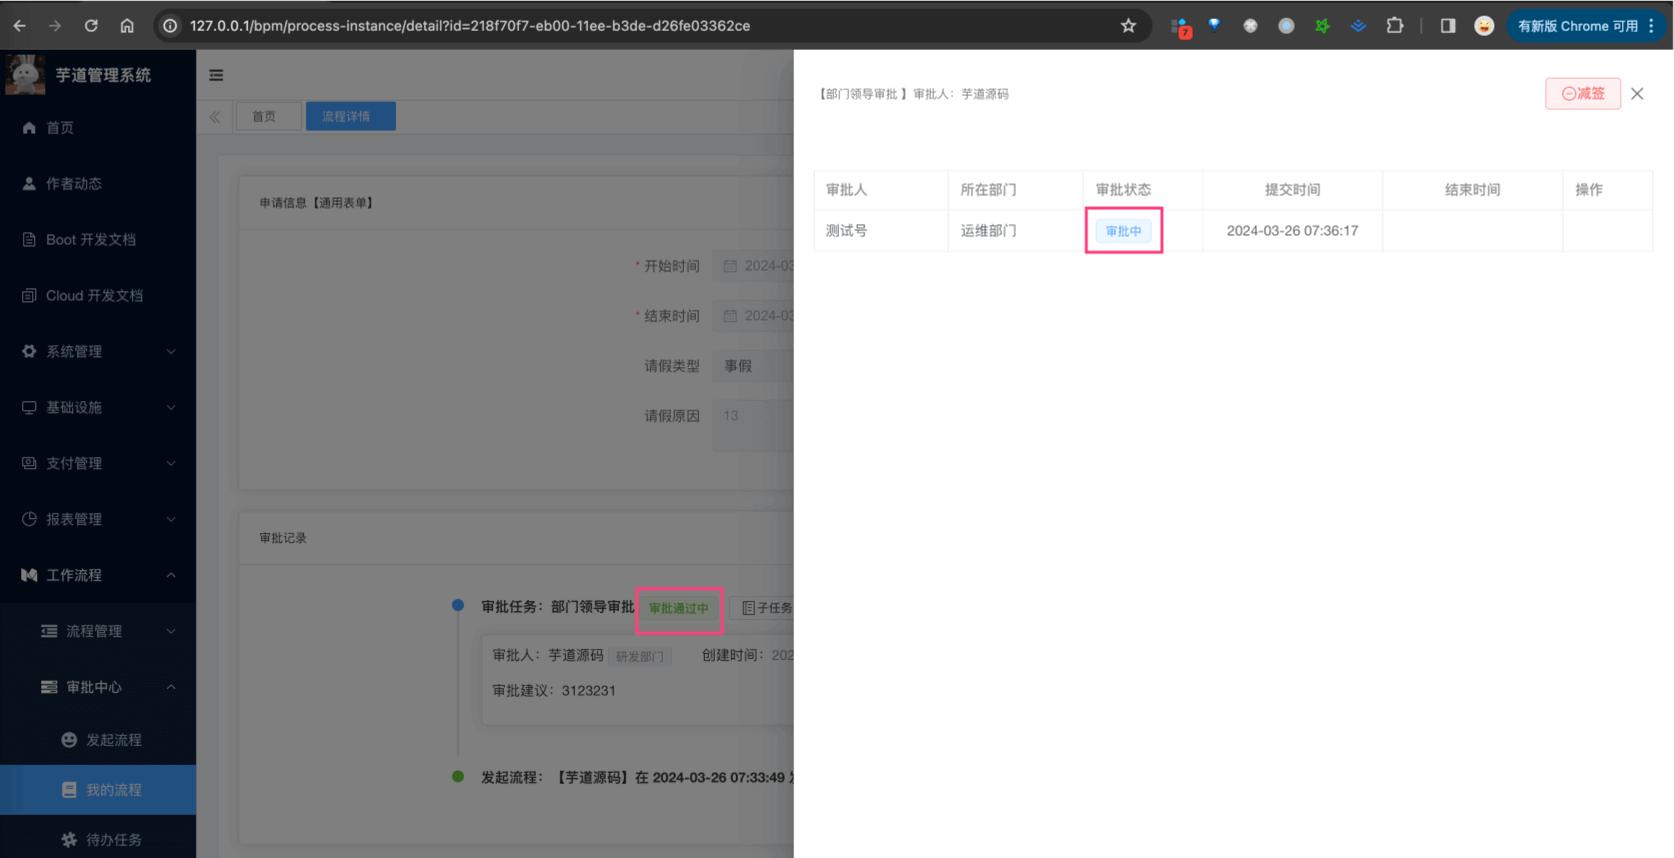 127.0.0.1/bpm/process-instance/detail?id=218f70f7-eb00-11ee-b3de-d26fe03362ce
7
有新版 Chrome 可用
芋道管理系统
首页
作者动态
Boot 开发文档
Cloud 开发文档
系统管理
基础设施
支付管理
报表管理
工作流程
流程管理
审批中心
发起流程
我的流程
待办任务
首页
流程详情
申请信息【通用表单】
* 开始时间 2024-03
* 结束时间 2024-03
请假类型 事假
请假原因 13
审批记录
审批任务：部门领导审批 审批通过中 子任务
审批人：芋道源码 研发部门 创建时间：202
审批建议：3123231
发起流程：【芋道源码】在 2024-03-26 07:33:49
【部门领导审批 】审批人：芋道源码
减签
审批人 所在部门 审批状态 提交时间 结束时间 操作
测试号 运维部门 审批中 2024-03-26 07:36:17